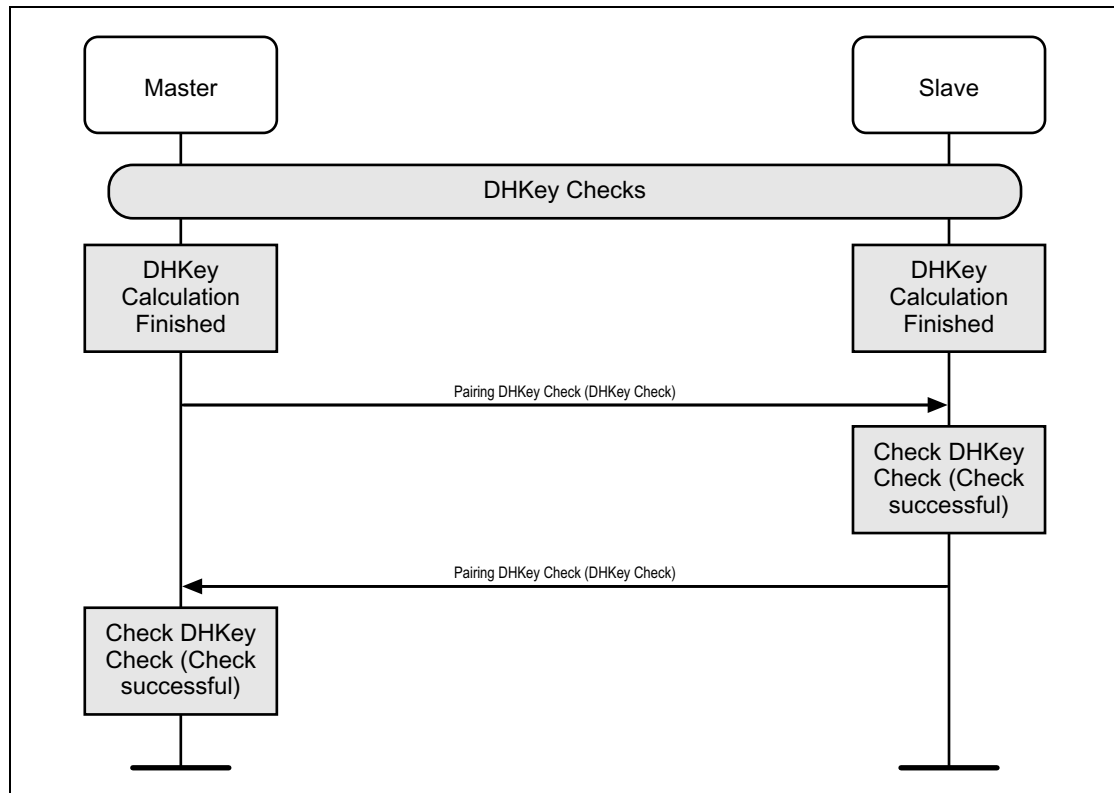 Master
Slave
DHKey Checks
DHKey
Calculation
Finished
DHKey
Calculation
Finished
Pairing DHKey Check (DHKey Check)
Check DHKey
Check (Check
successful)
Pairing DHKey Check (DHKey Check)
Check DHKey
Check (Check
successful)